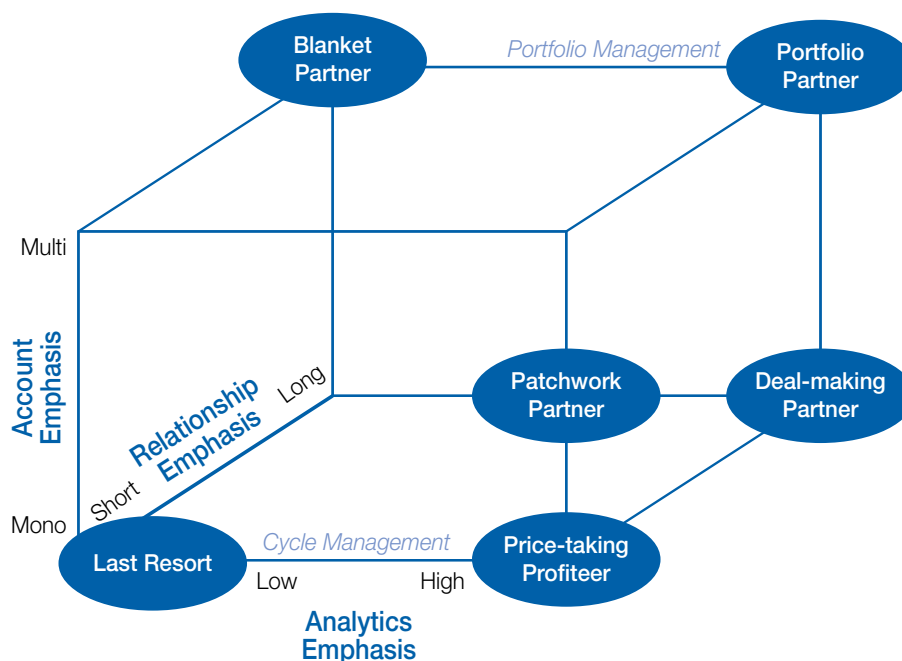 Blanket
Partner
Portfolio Management
Portfolio
Partner
Multi
Account
Emphasis
Relationship
Emphasis
Long
Short
Mono
Patchwork
Partner
Deal-making
Partner
Last Resort
Cycle Management
Price-taking
Profiteer
Low
High
Analytics
Emphasis